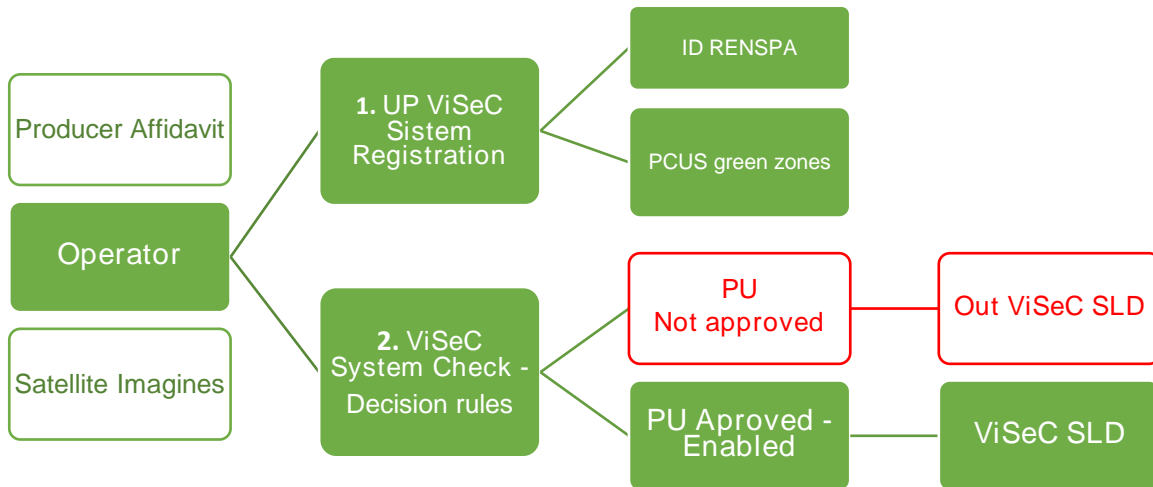 Producer Affidavit
Operator
Satellite Imagines
1. UP ViSeC
Sistem
Registration
ID RENSPA
PCUS green zones
2. ViSeC
System Check -
Decision rules
PU
Not approved
Out ViSeC SLD
PU Aproved -
Enabled
ViSeC SLD